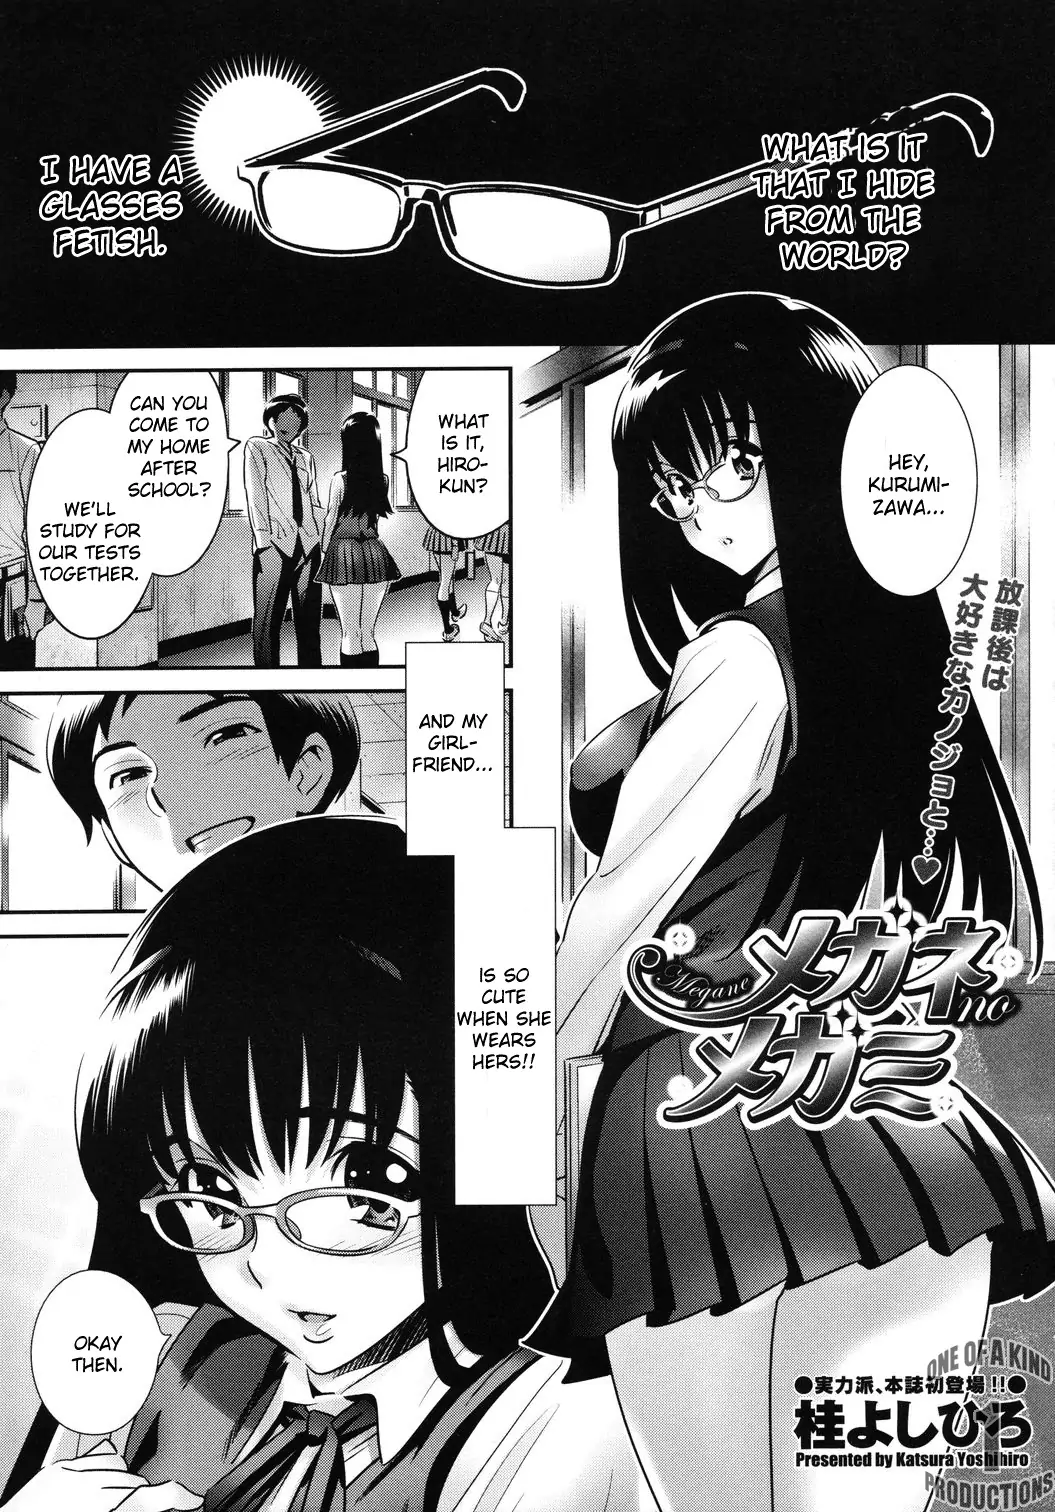 WHAT IS IT
THAT I HIDE
FROM THE
WORLD?
I HAVE A
GLASSES
FETISH.
HEY,
KURUMI-
ZAWA...
WHAT
IS IT,
HIRO-
KUN?
CAN YOU
COME TO
MY HOME
AFTER
SCHOOL?
WE'LL
STUDY FOR
OUR TESTS
TOGETHER.
放課後は
大好きなカノジョと…♥
AND MY
GIRL-
FRIEND...
IS SO
CUTE
WHEN SHE
WEARS
HERS!!
Megane
メガネ
no
メガミ
OKAY
THEN.
●実力派、本誌初登場!!●
桂よしひろ
Presented by Katsura Yoshihiro
ONE OF A KIND
PRODUCTIONS